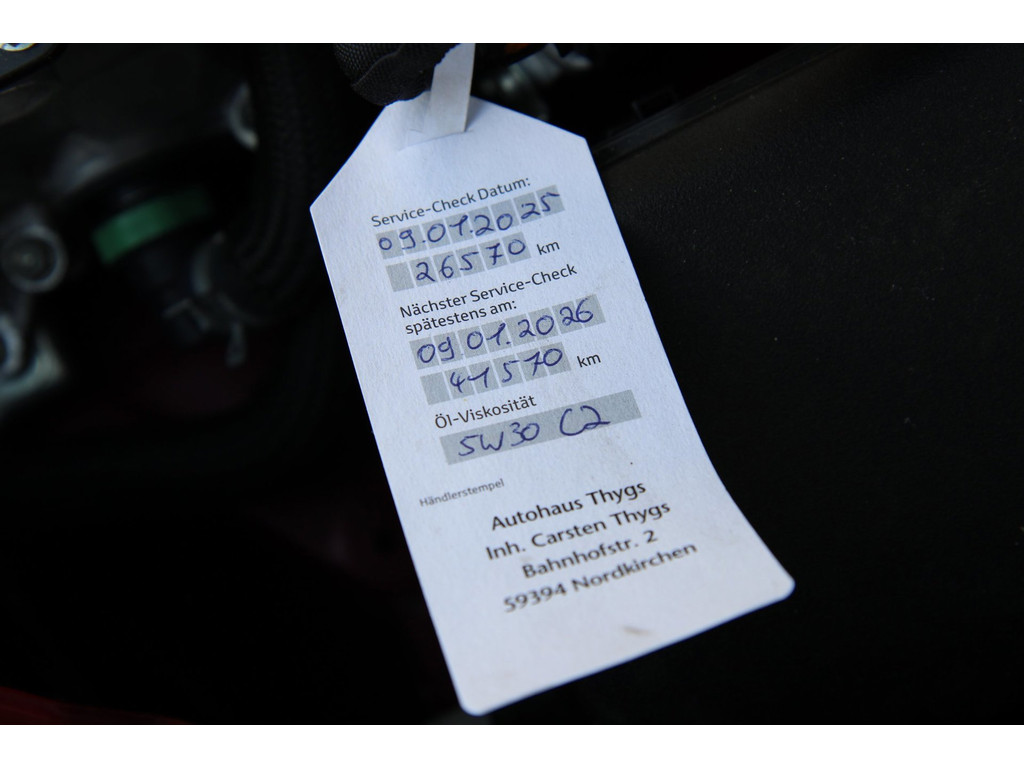 Service-Check Datum:
09.01.2025
26570 km
Nächster Service-Check
spätestens am:
09.01.2026
41570 km
Öl-Viskosität
5W30 C2
Händlerstempel
Autohaus Thygs
Inh. Carsten Thygs
Bahnhofstr. 2
59394 Nordkirchen